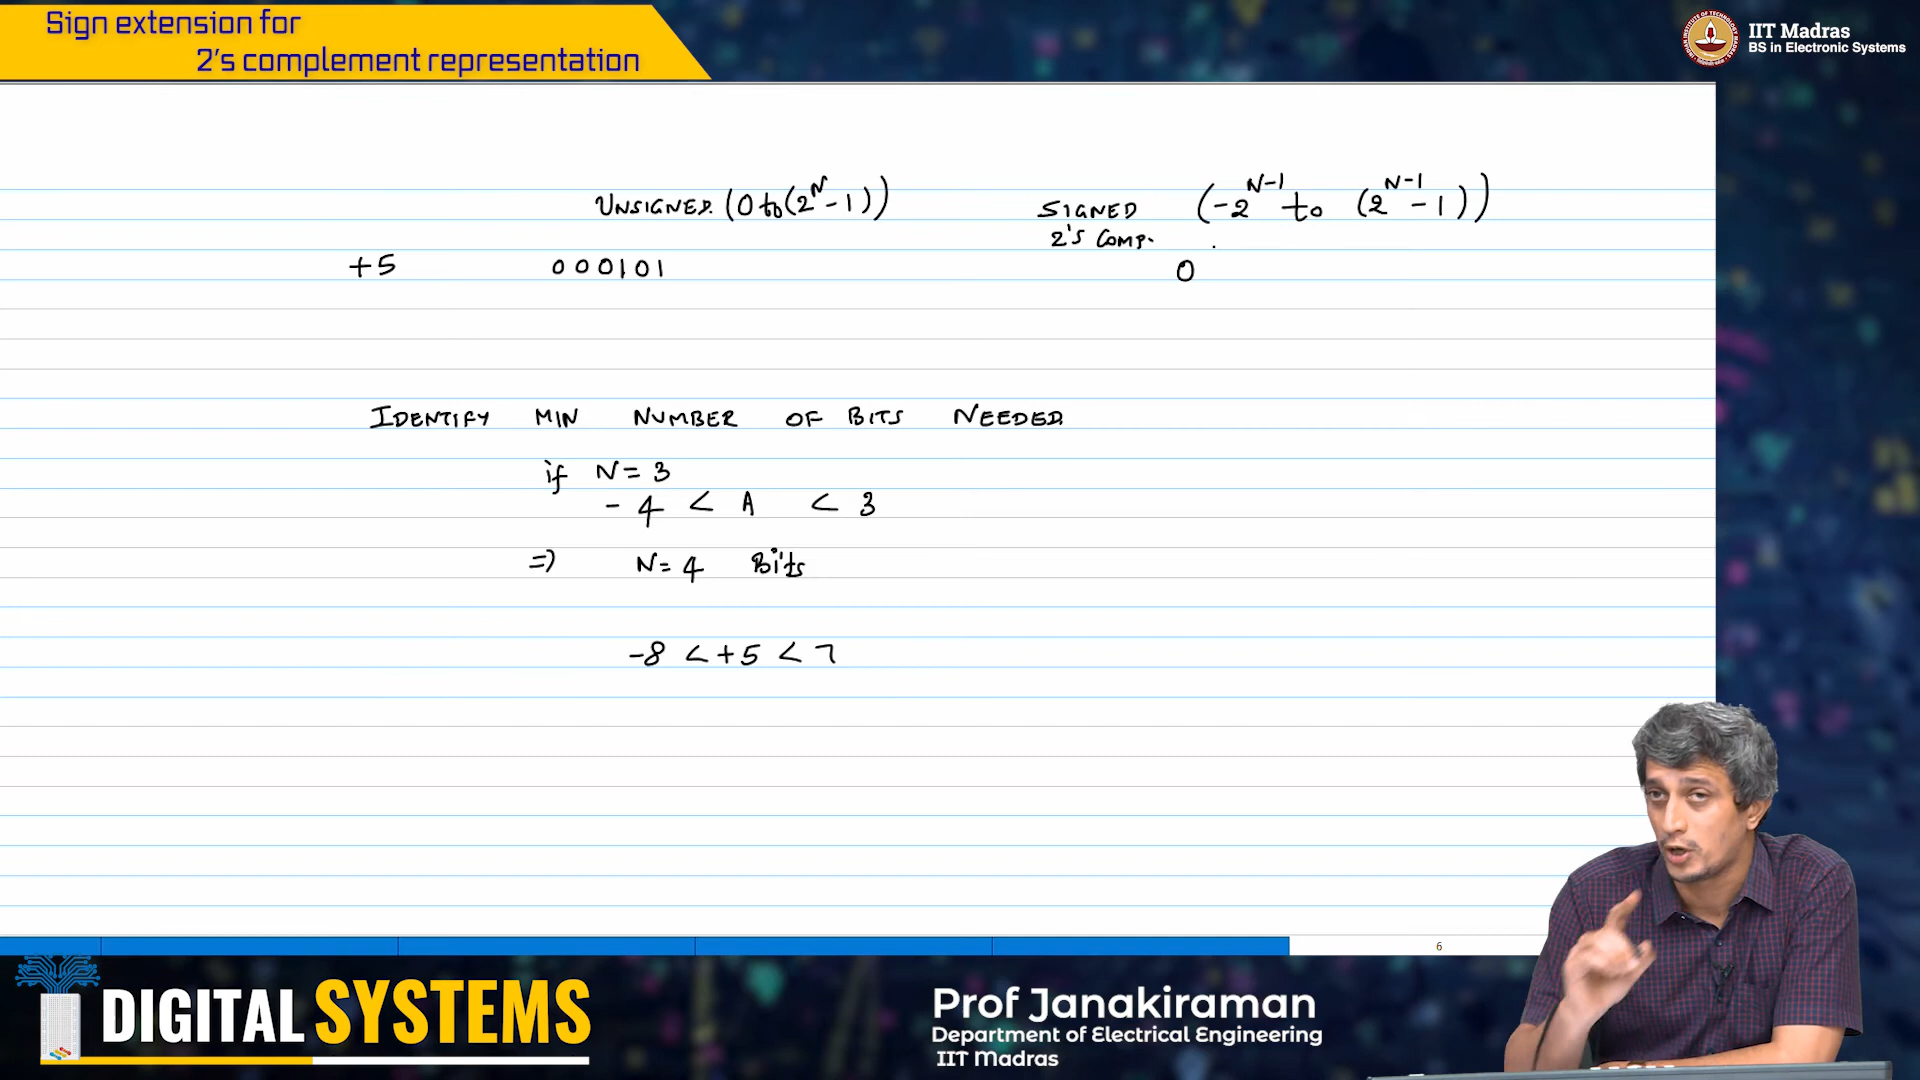 Sign extension for
2's complement representation
IIT Madras
BS in Electronic Systems
UNSIGNED. (0 to (2^N - 1))
SIGNED (-2^{N-1} to (2^{N-1} - 1))
2's COMP.
+5 000101 0
IDENTIFY MIN NUMBER OF BITS NEEDED
if N = 3
- 4 < A < 3
=) N = 4 Bits
-8 < +5 < 7
6
DIGITAL SYSTEMS
Prof Janakiraman
Department of Electrical Engineering
IIT Madras